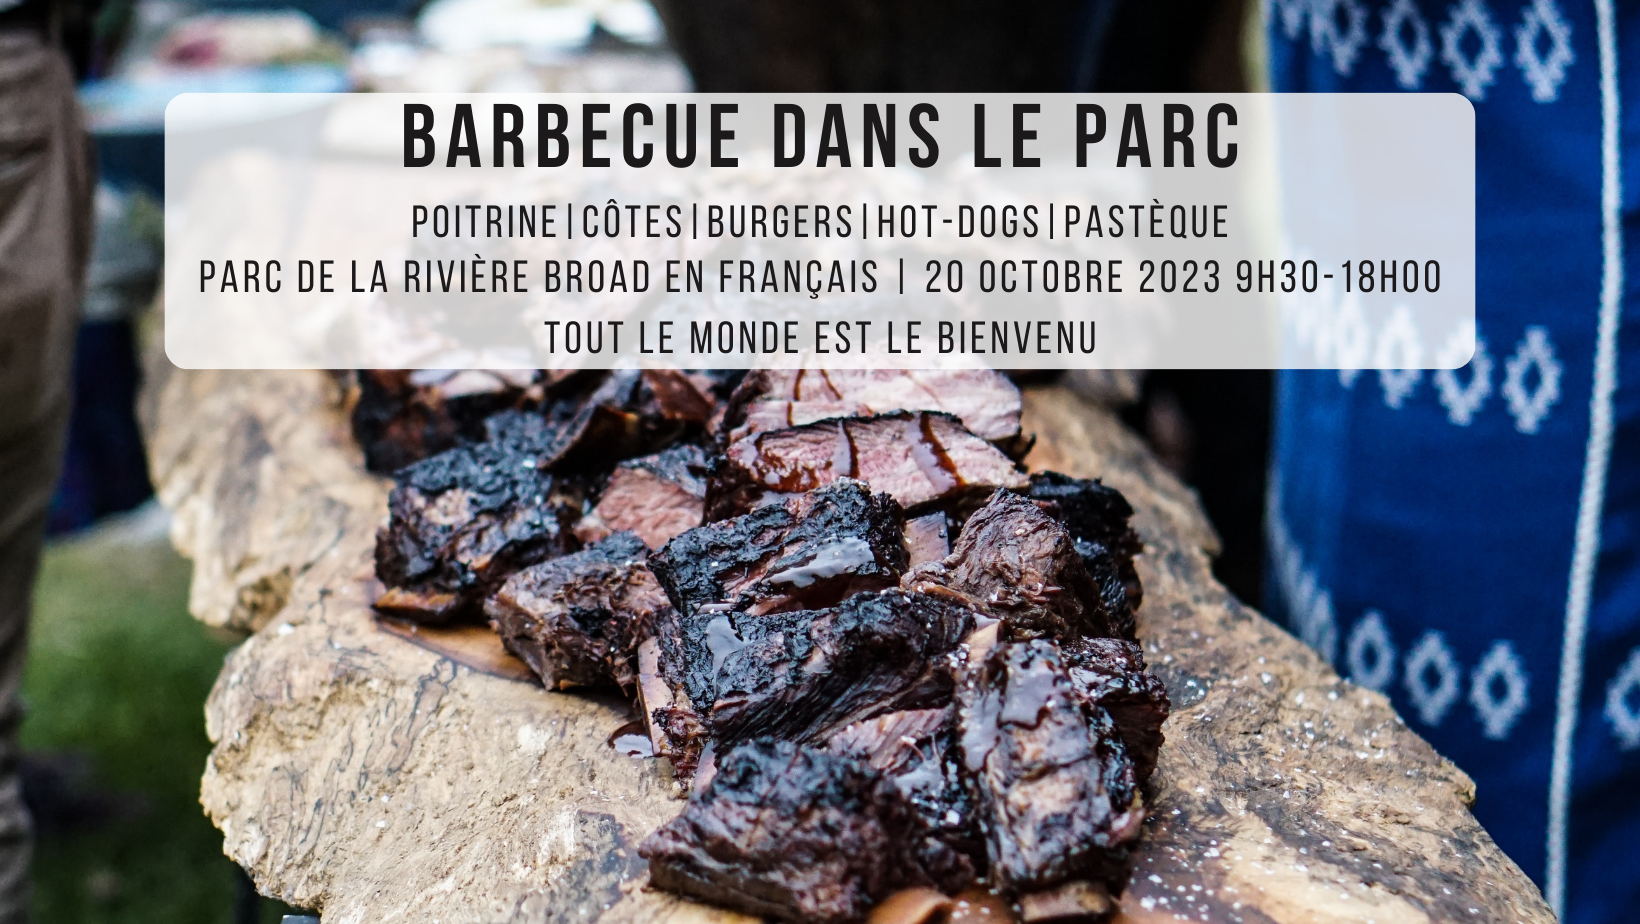 BARBECUE DANS LE PARC
POITRINE|CÔTES|BURGERS|HOT-DOGS|PASTÈQUE
PARC DE LA RIVIÈRE BROAD EN FRANÇAIS | 20 OCTOBRE 2023 9H30-18H00
TOUT LE MONDE EST LE BIENVENU